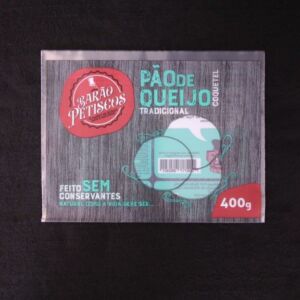 BARÃO
PETISCOS
PÃO DE
QUEIJO
TRADICIONAL
COQUETEL
FEITO SEM
CONSERVANTES
400g